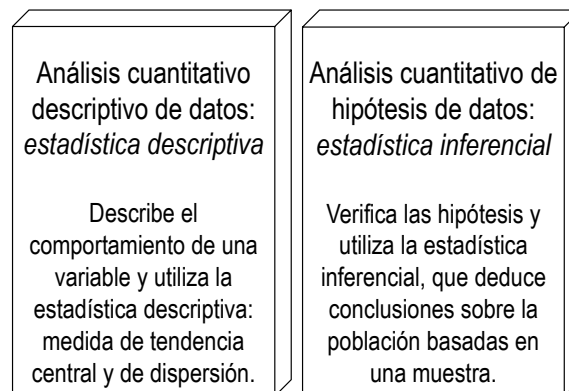 Análisis cuantitativo
descriptivo de datos:
estadística descriptiva
Describe el
comportamiento de una
variable y utiliza la
estadística descriptiva:
medida de tendencia
central y de dispersión.
Análisis cuantitativo de
hipótesis de datos:
estadística inferencial
Verifica las hipótesis y
utiliza la estadística
inferencial, que deduce
conclusiones sobre la
población basadas en
una muestra.